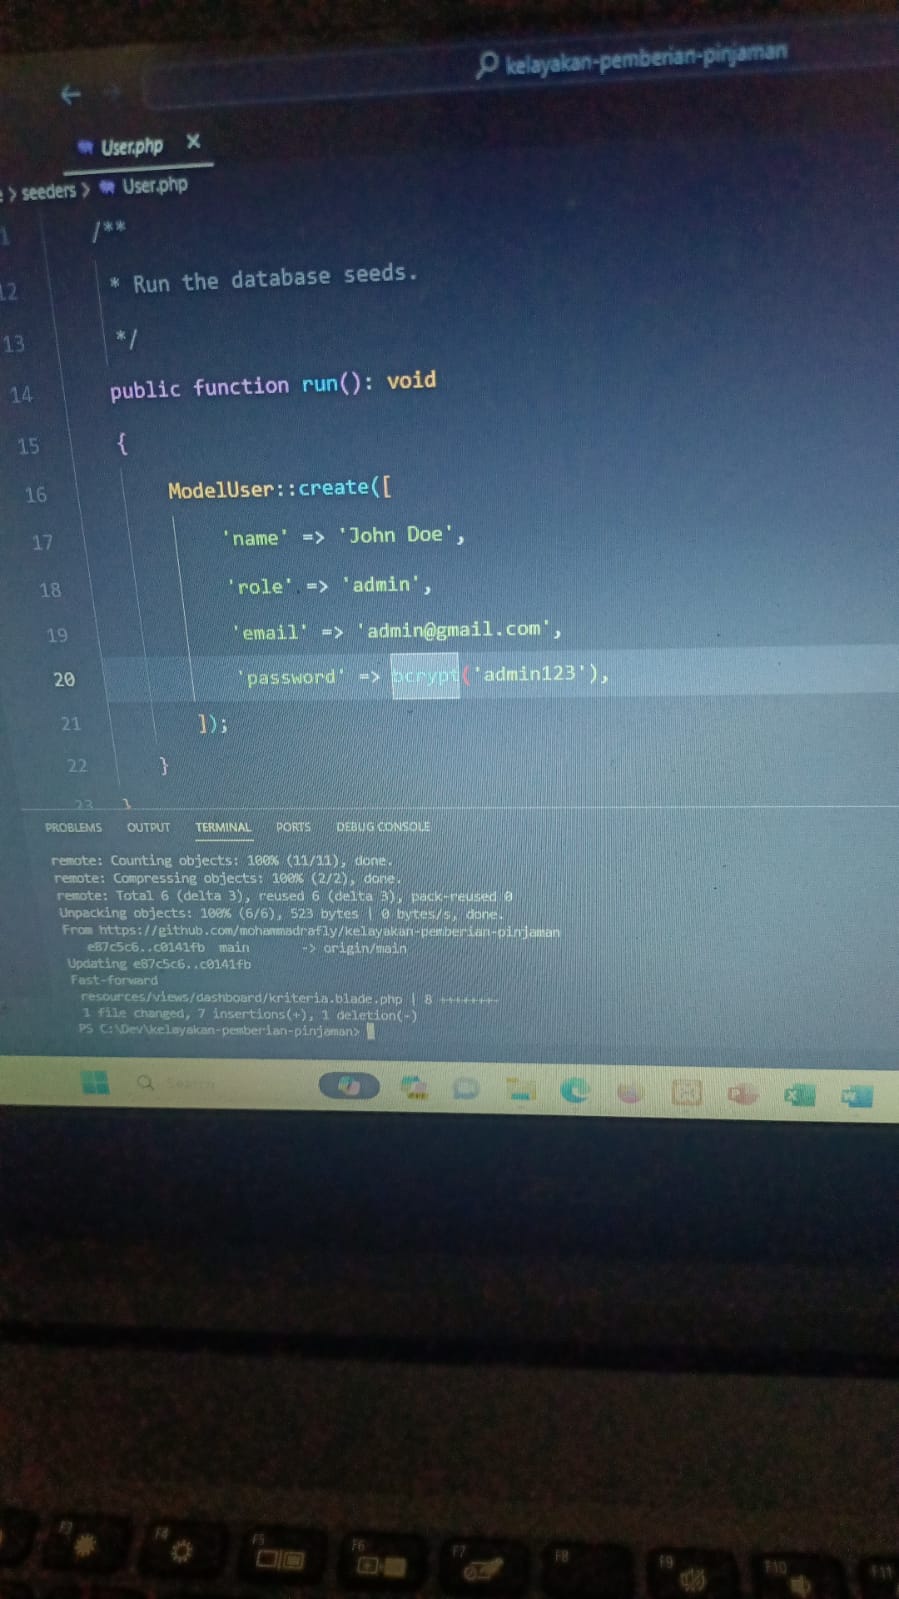 kelayakan-pemberian-pinjaman
User.php
seeders > User.php
/**
12 * Run the database seeds.
13 */
14 public function run(): void
15 {
16 ModelUser::create([
17 'name' => 'John Doe',
18 'role' => 'admin',
19 'email' => 'admin@gmail.com',
20 'password' => bcrypt('admin123'),
21 ]);
22 }
23 }
PROBLEMS OUTPUT TERMINAL PORTS DEBUG CONSOLE
remote: Counting objects: 100% (11/11), done.
remote: Compressing objects: 100% (2/2), done.
remote: Total 6 (delta 3), reused 6 (delta 3), pack-reused 0
Unpacking objects: 100% (6/6), 523 bytes | 0 bytes/s, done.
From https://github.com/mohammadrafly/kelayakan-pemberian-pinjaman
e87c5c6..c0141fb main -> origin/main
Updating e87c5c6..c0141fb
Fast-forward
resources/views/dashboard/kriteria.blade.php | 8 +++++++-
1 file changed, 7 insertions(+), 1 deletion(-)
PS C:\Dev\kelayakan-pemberian-pinjaman>
Search
F3 F4 F5 F6 F7 F8 F9 F10 F11